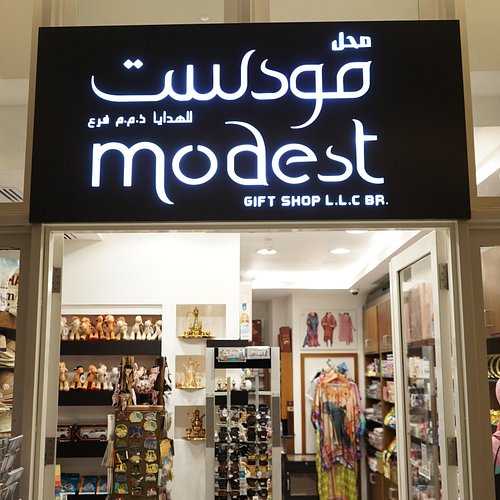 محل
مودست
للهدايا ذ.م.م فرع
modest
GIFT SHOP L.L.C BR.